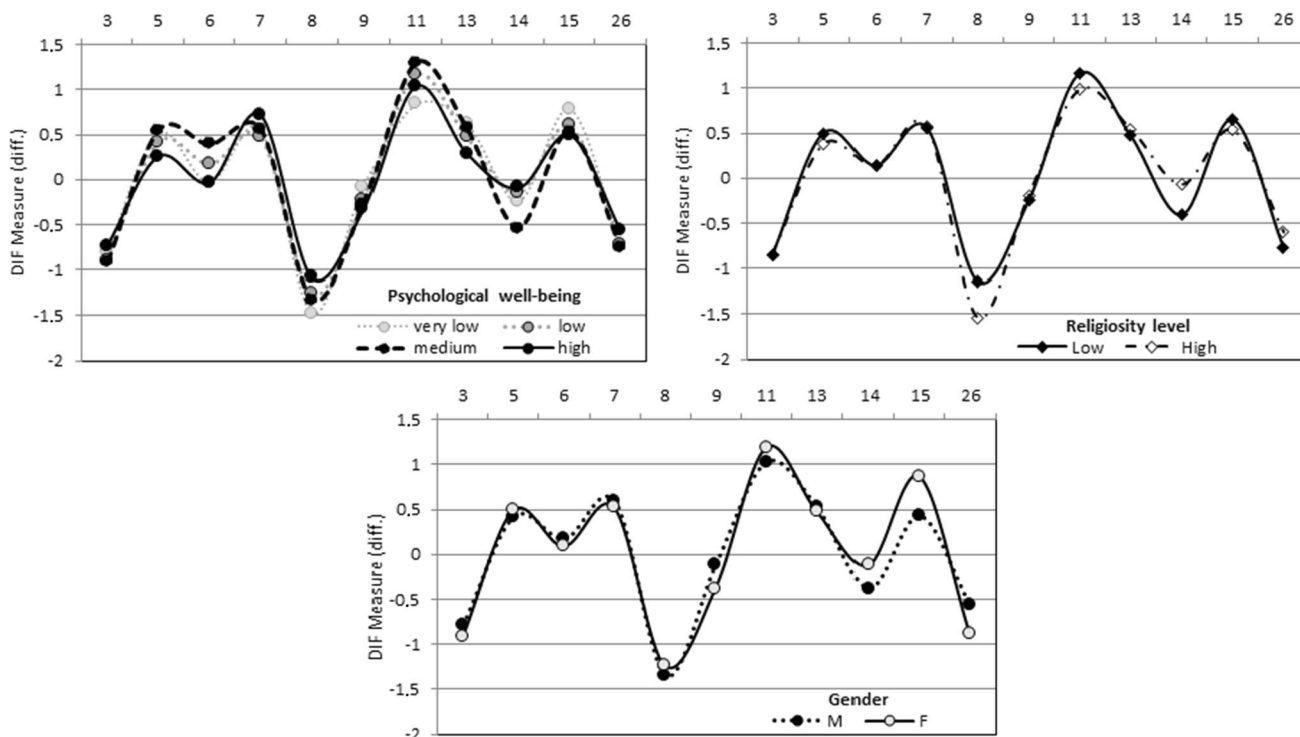 3 5 6 7 8 9 11 13 14 15 26
1.5
1
0.5
0
-0.5
-1
-1.5
-2
DIF Measure (diff.)
Psychological well-being
very low low
medium high
3 5 6 7 8 9 11 13 14 15 26
1.5
1
0.5
0
-0.5
-1
-1.5
-2
DIF Measure (diff.)
Religiosity level
Low High
3 5 6 7 8 9 11 13 14 15 26
1.5
1
0.5
0
-0.5
-1
-1.5
-2
DIF Measure (diff.)
Gender
M F